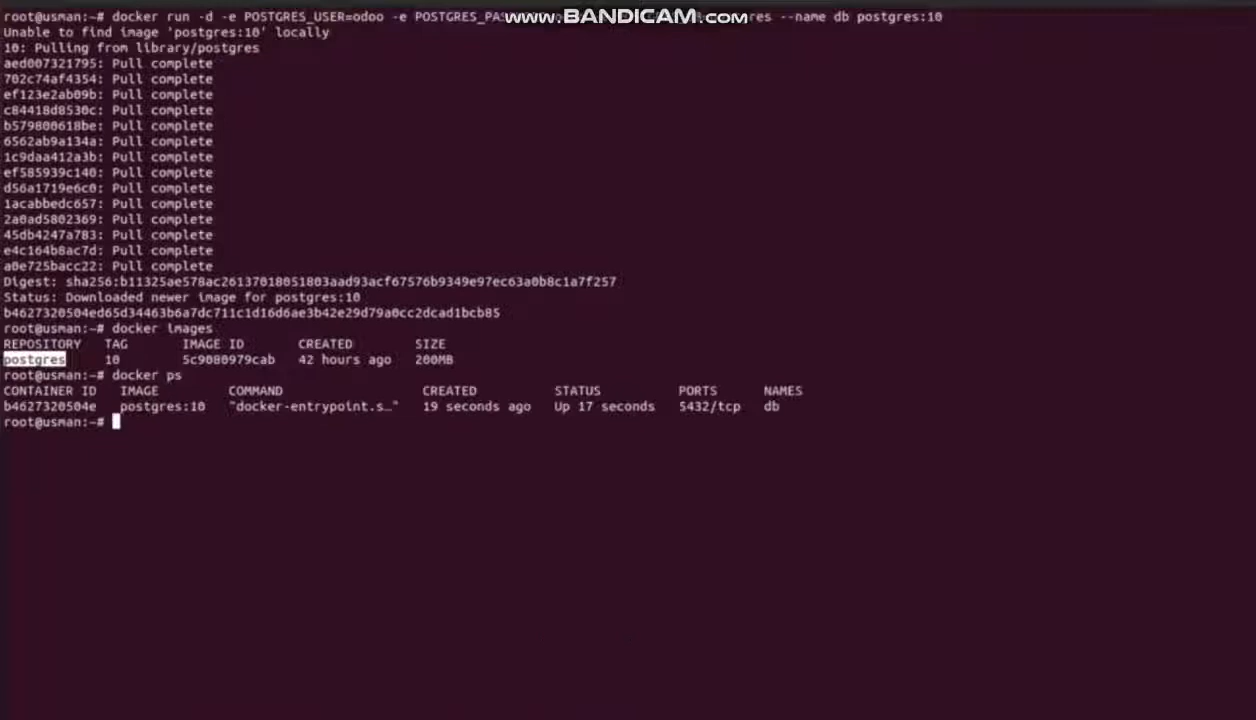 root@usman:~# docker run -d -e POSTGRES_USER=odoo -e POSTGRES_PAS www.BANDICAM.com res --name db postgres:10
Unable to find image 'postgres:10' locally
10: Pulling from library/postgres
aed007321795: Pull complete
702c74af4354: Pull complete
ef123e2ab09b: Pull complete
c84418d8530c: Pull complete
b579800618be: Pull complete
6562ab9a134a: Pull complete
1c9daa412a3b: Pull complete
ef585939c140: Pull complete
d56a1719e6c0: Pull complete
1acabbedc657: Pull complete
2a0ad5802369: Pull complete
45db4247a783: Pull complete
e4c164b8ac7d: Pull complete
a0e725bacc22: Pull complete
Digest: sha256:b11325ae578ac26137018051803aad93acf67576b9349e97ec63a0b8c1a7f257
Status: Downloaded newer image for postgres:10
b4627320504ed65d34463b6a7dc711c1d16d6ae3b42e29d79a0cc2dcad1bcb85
root@usman:~# docker images
REPOSITORY TAG IMAGE ID CREATED SIZE
postgres 10 5c9080979cab 42 hours ago 200MB
root@usman:~# docker ps
CONTAINER ID IMAGE COMMAND CREATED STATUS PORTS NAMES
b4627320504e postgres:10 "docker-entrypoint.s…" 19 seconds ago Up 17 seconds 5432/tcp db
root@usman:~#